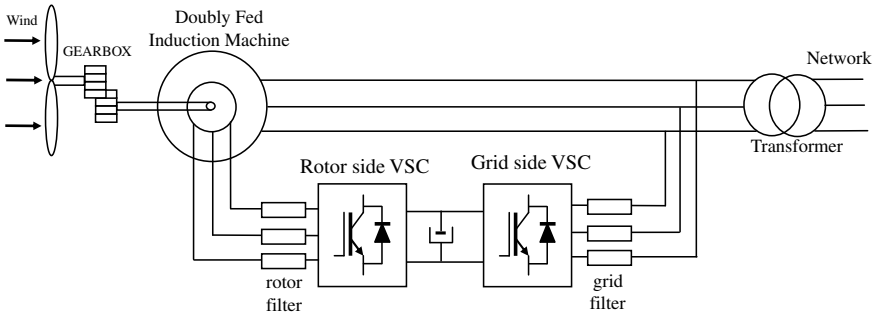 Wind
GEARBOX
Doubly Fed
Induction Machine
Network
Transformer
Rotor side VSC
Grid side VSC
rotor
filter
grid
filter